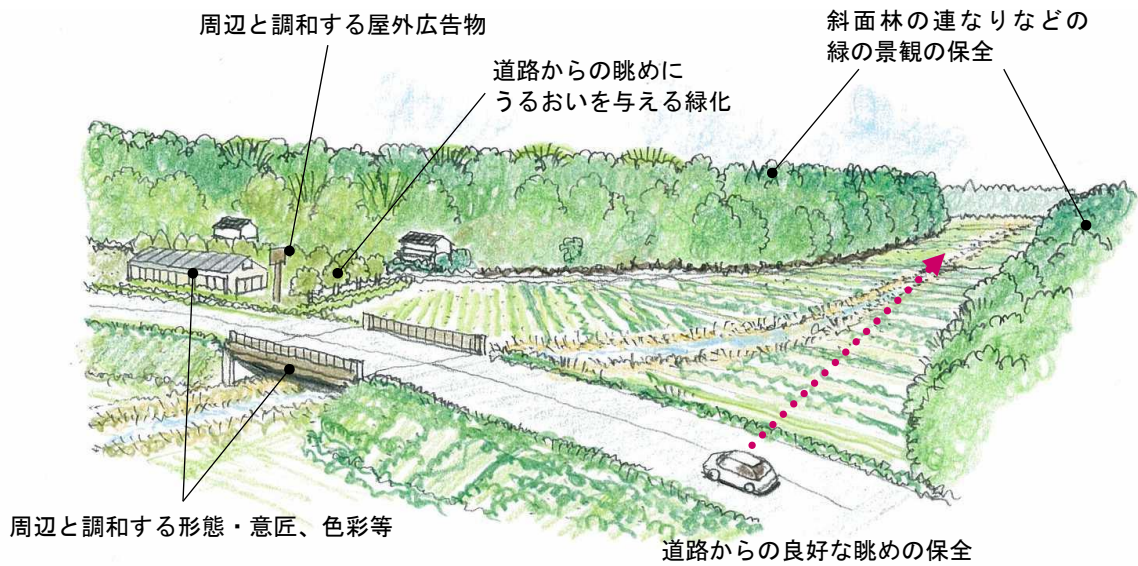 周辺と調和する屋外広告物
道路からの眺めに
うるおいを与える緑化
斜面林の連なりなどの
緑の景観の保全
周辺と調和する形態・意匠、色彩等
道路からの良好な眺めの保全